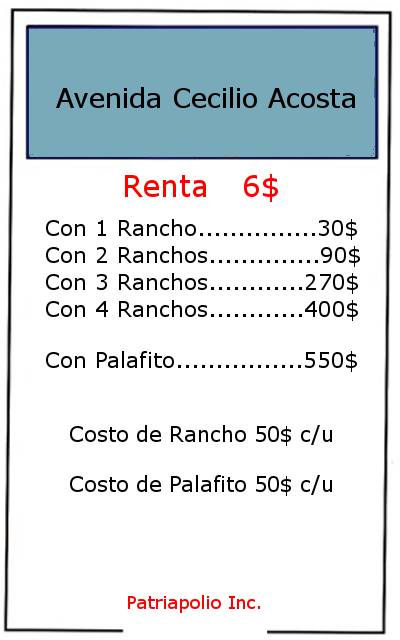 Avenida Cecilio Acosta
Renta 6$
Con 1 Rancho...............30$
Con 2 Ranchos..............90$
Con 3 Ranchos............270$
Con 4 Ranchos............400$
Con Palafito................550$
Costo de Rancho 50$ c/u
Costo de Palafito 50$ c/u
Patriapolio Inc.